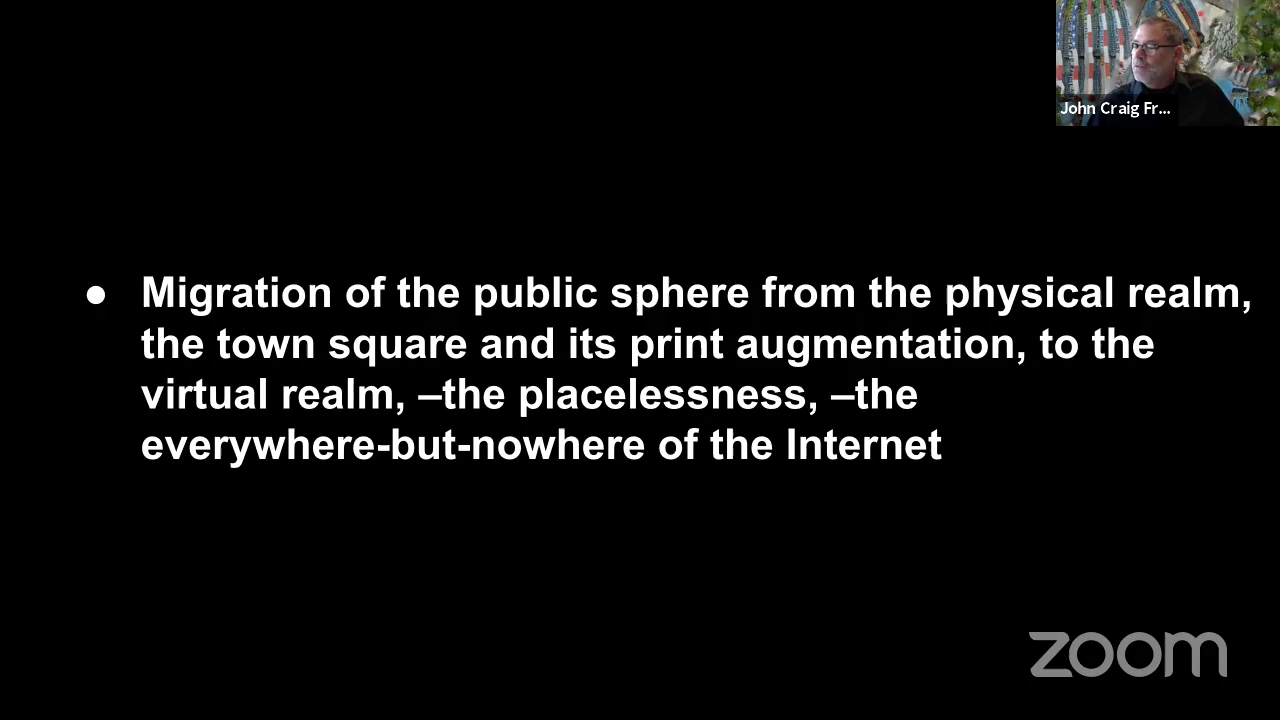 John Craig Fr...
● Migration of the public sphere from the physical realm,
the town square and its print augmentation, to the
virtual realm, –the placelessness, –the
everywhere-but-nowhere of the Internet
zoom